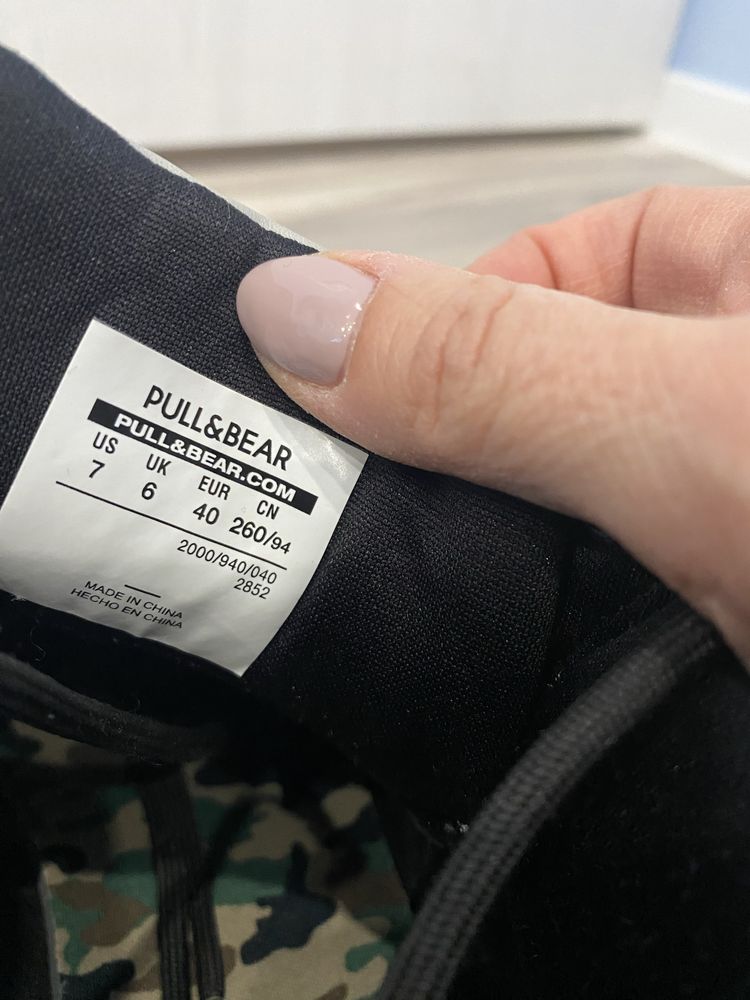 PULL&BEAR
PULL&BEAR.COM
US UK EUR CN
7 6 40 260/94
2000/940/040
2852
MADE IN CHINA
HECHO EN CHINA